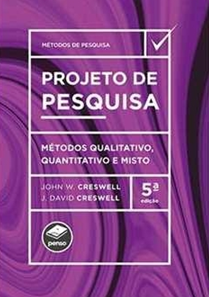 MÉTODOS DE PESQUISA
PROJETO DE
PESQUISA
MÉTODOS QUALITATIVO,
QUANTITATIVO E MISTO
JOHN W. CRESWELL
J. DAVID CRESWELL
5ª
edição
penso